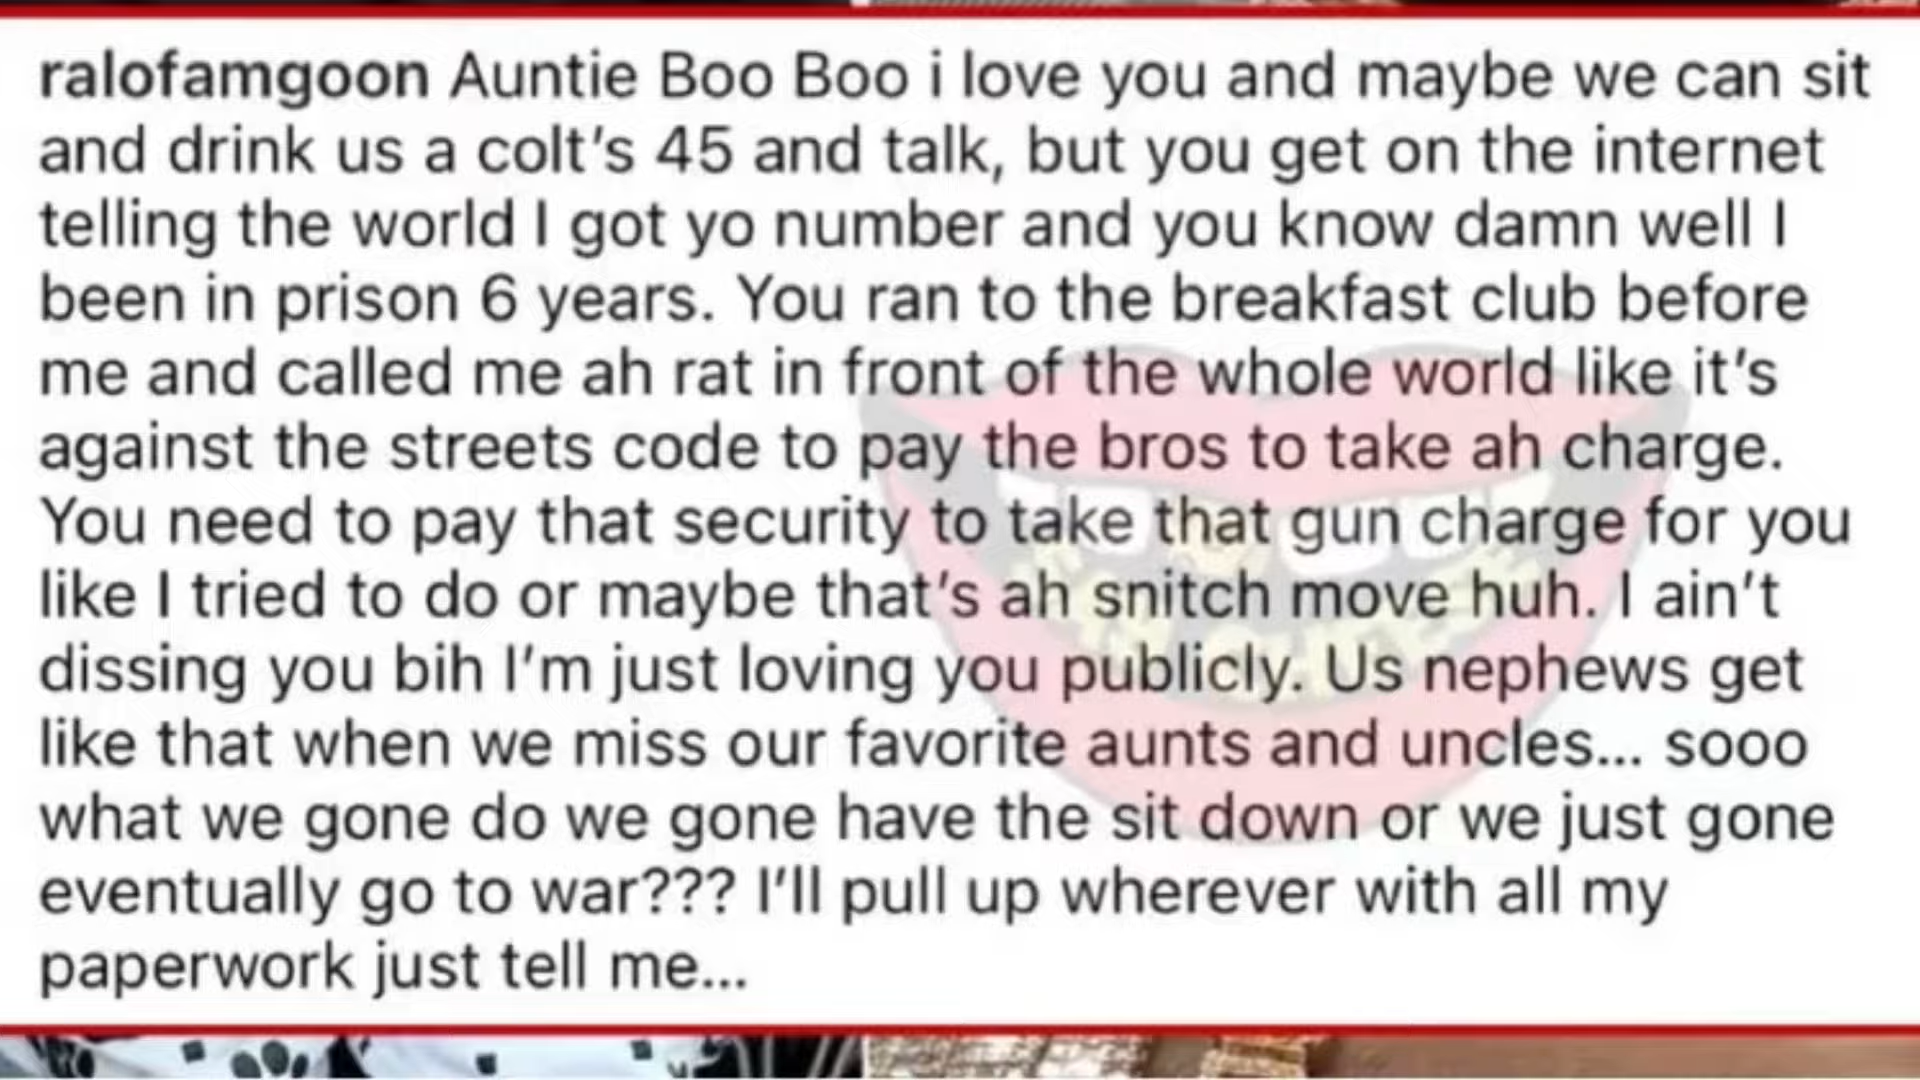 ralofamgoon Auntie Boo Boo i love you and maybe we can sit
and drink us a colt's 45 and talk, but you get on the internet
telling the world I got yo number and you know damn well I
been in prison 6 years. You ran to the breakfast club before
me and called me ah rat in front of the whole world like it's
against the streets code to pay the bros to take ah charge.
You need to pay that security to take that gun charge for you
like I tried to do or maybe that's ah snitch move huh. I ain't
dissing you bih I'm just loving you publicly. Us nephews get
like that when we miss our favorite aunts and uncles... sooo
what we gone do we gone have the sit down or we just gone
eventually go to war??? I'll pull up wherever with all my
paperwork just tell me...